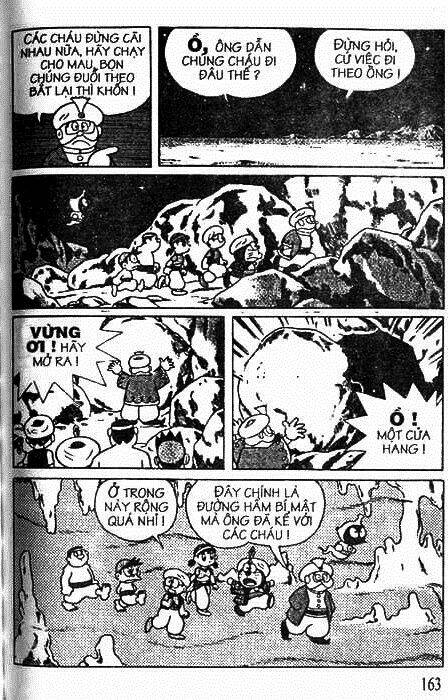 CÁC CHÁU ĐỪNG CÃI
NHAU NỮA, HÃY CHẠY
CHO MAU, BỌN
CHÚNG ĐUỔI THEO
BẮT LẠI THÌ KHỐN !
Ồ, ÔNG DẪN
CHÚNG CHÁU ĐI
ĐÂU THẾ ?
ĐỪNG HỎI,
CỨ VIỆC ĐI
THEO ÔNG !
VỪNG
ƠI ! HÃY
MỞ RA !
Ồ !
MỘT CỬA
HANG !
Ở TRONG
NÀY RỘNG
QUÁ NHỈ !
ĐÂY CHÍNH LÀ
ĐƯỜNG HẦM BÍ MẬT
MÀ ÔNG ĐÃ KỂ VỚI
CÁC CHÁU !
163